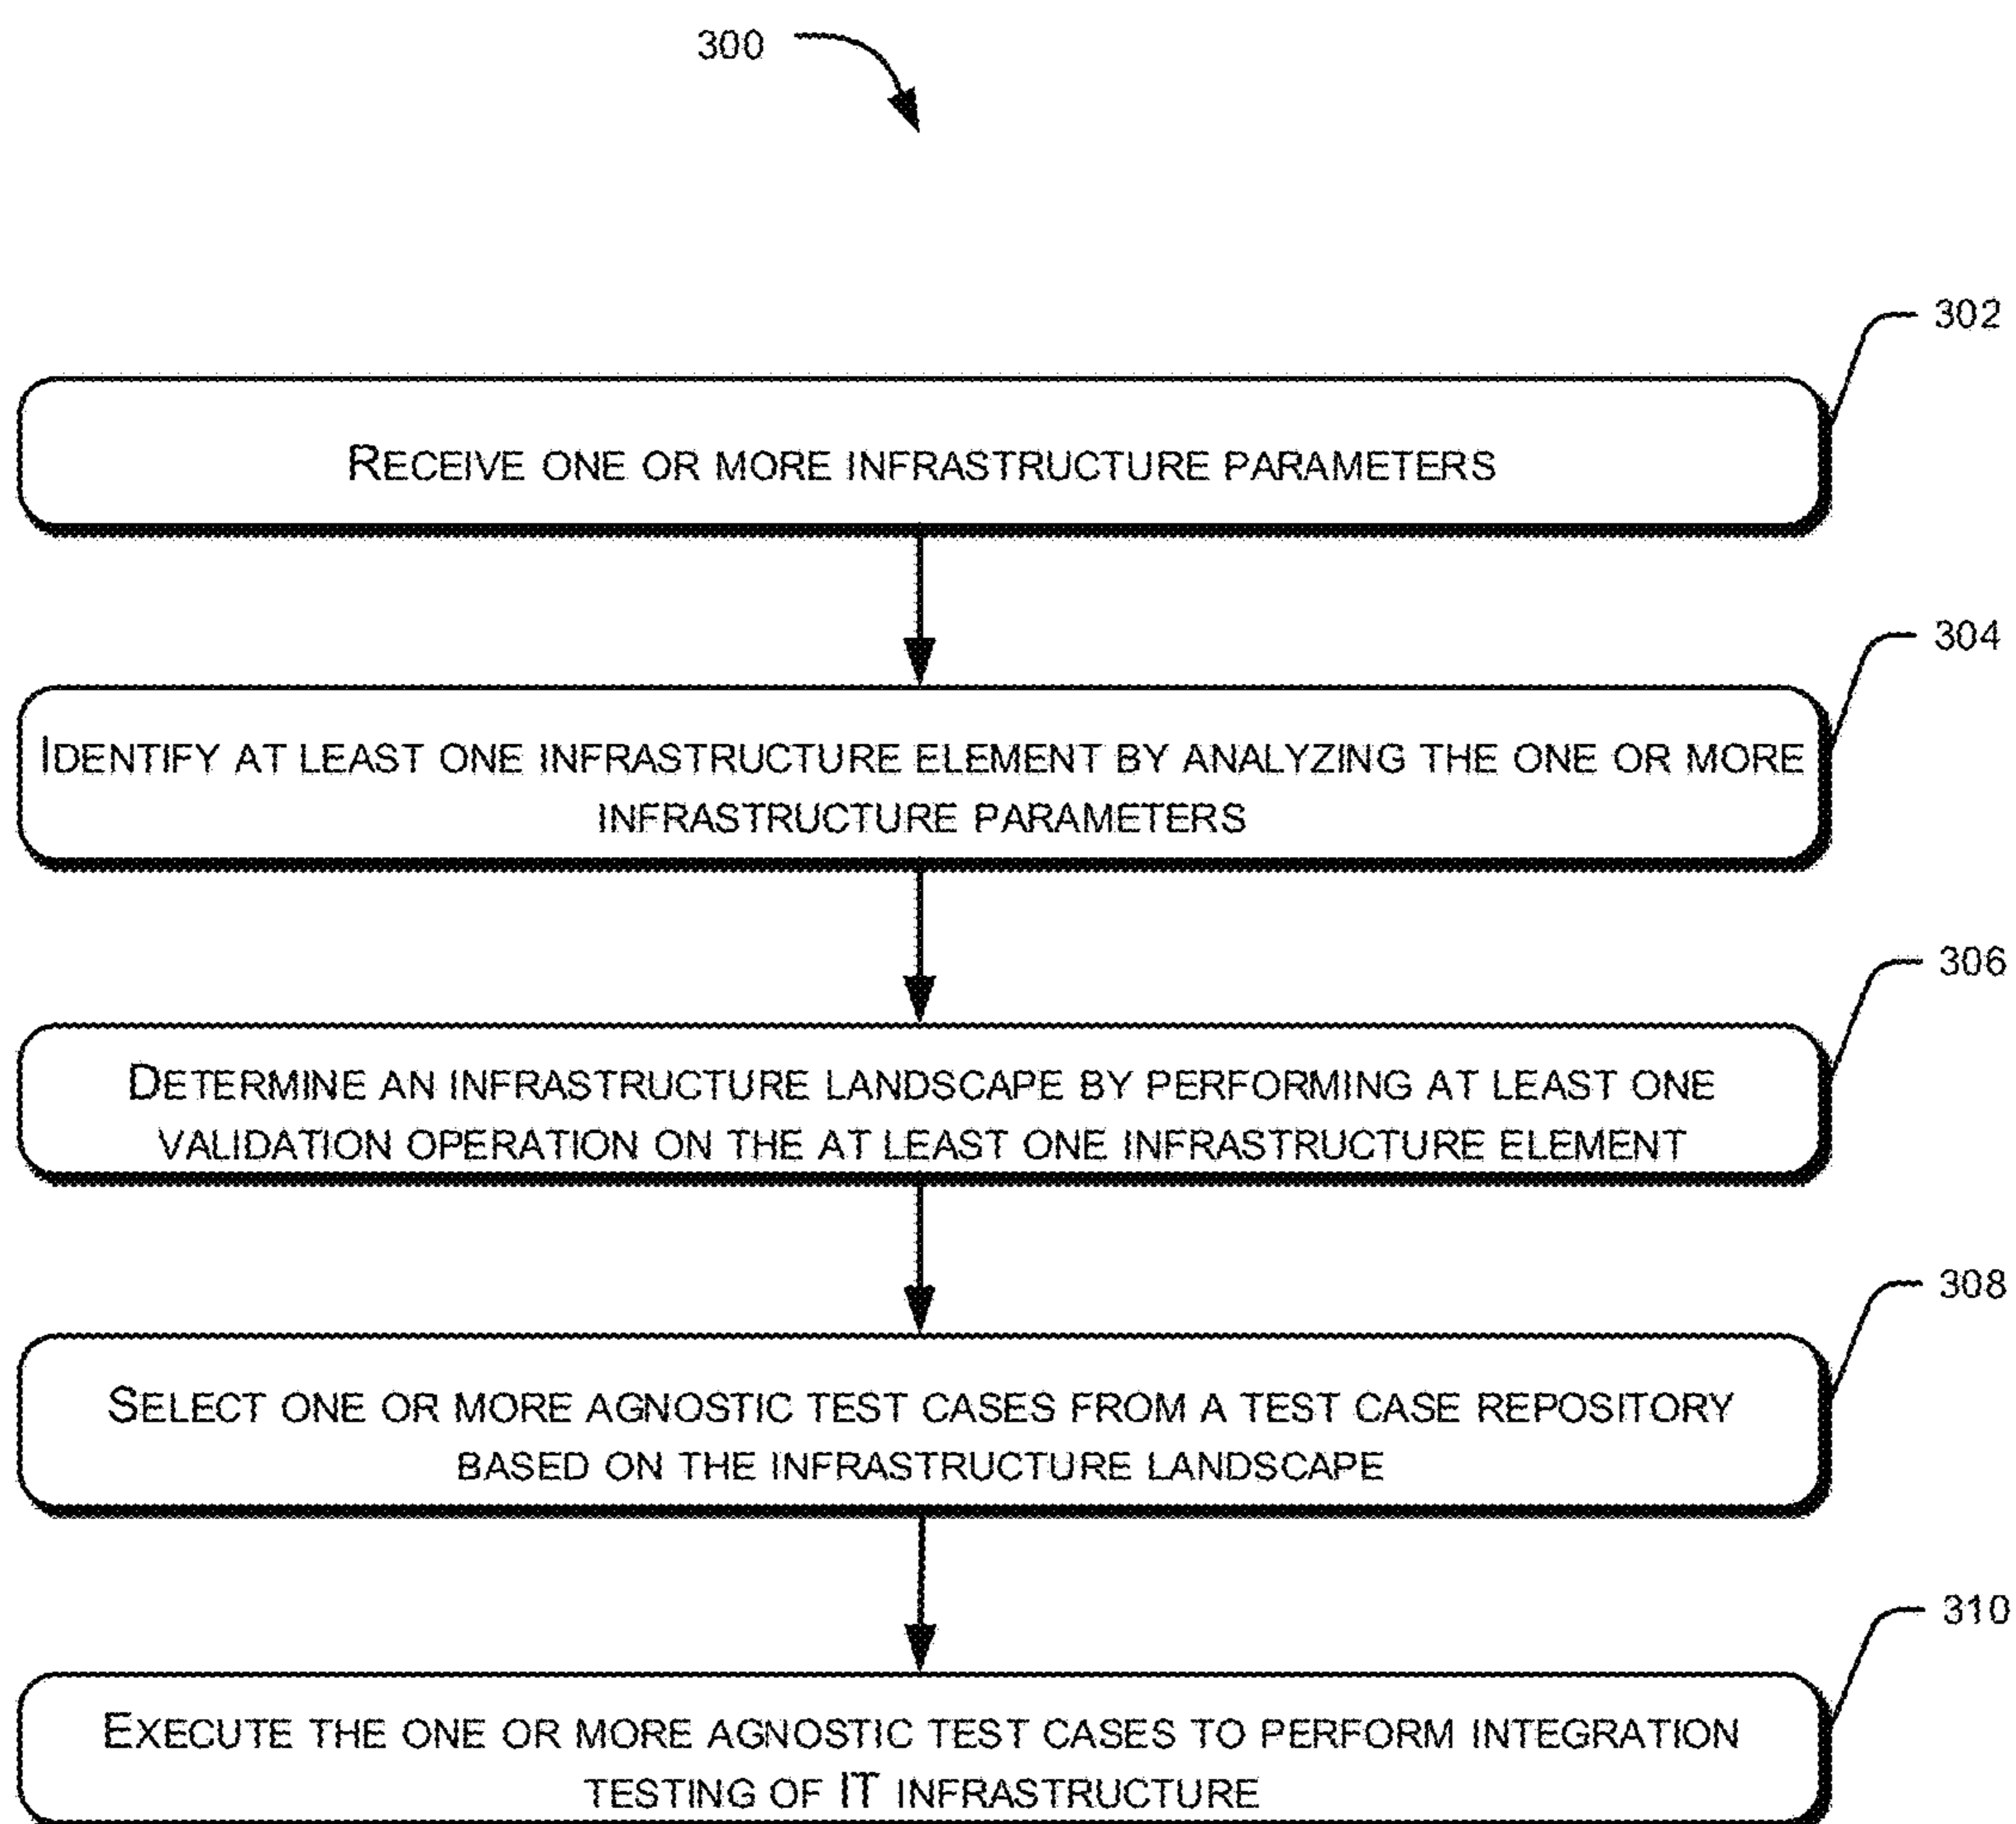 300
302
RECEIVE ONE OR MORE INFRASTRUCTURE PARAMETERS
304
IDENTIFY AT LEAST ONE INFRASTRUCTURE ELEMENT BY ANALYZING THE ONE OR MORE
INFRASTRUCTURE PARAMETERS
306
DETERMINE AN INFRASTRUCTURE LANDSCAPE BY PERFORMING AT LEAST ONE
VALIDATION OPERATION ON THE AT LEAST ONE INFRASTRUCTURE ELEMENT
308
SELECT ONE OR MORE AGNOSTIC TEST CASES FROM A TEST CASE REPOSITORY
BASED ON THE INFRASTRUCTURE LANDSCAPE
310
EXECUTE THE ONE OR MORE AGNOSTIC TEST CASES TO PERFORM INTEGRATION
TESTING OF IT INFRASTRUCTURE